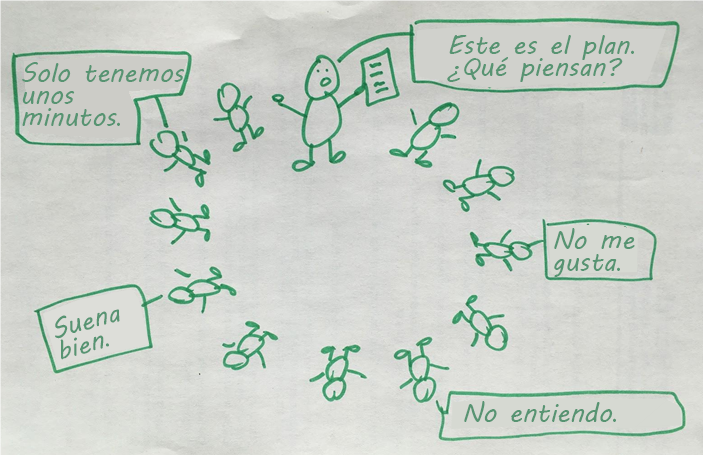 Este es el plan.
¿Qué piensan?
Solo tenemos
unos
minutos.
No me
gusta.
Suena
bien.
No entiendo.